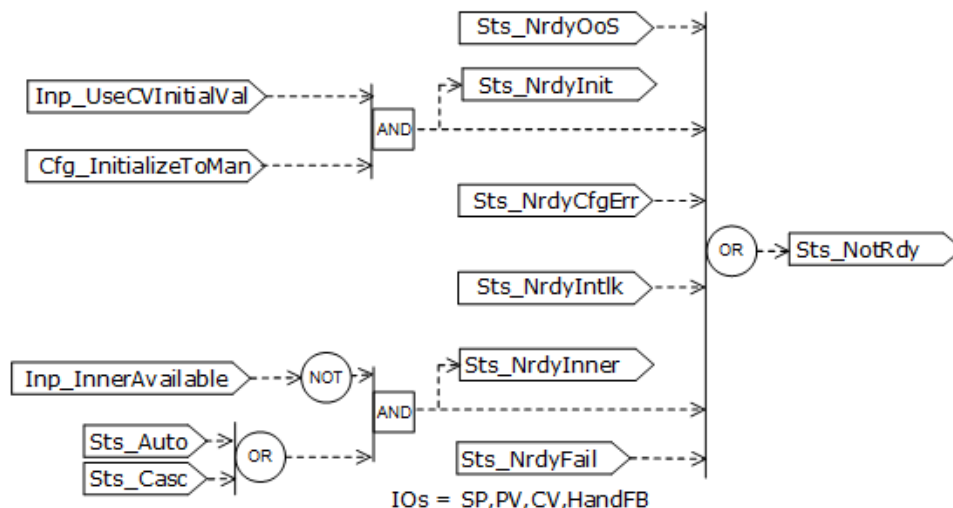 Sts_NrdyOoS
Sts_NrdyInit
Inp_UseCVInitialVal
AND
Cfg_InitializeToMan
Sts_NrdyCfgErr
OR
Sts_NotRdy
Sts_NrdyIntlk
Sts_NrdyInner
Inp_InnerAvailable
NOT
AND
Sts_Auto
OR
Sts_Casc
Sts_NrdyFail
IOs = SP,PV,CV,HandFB